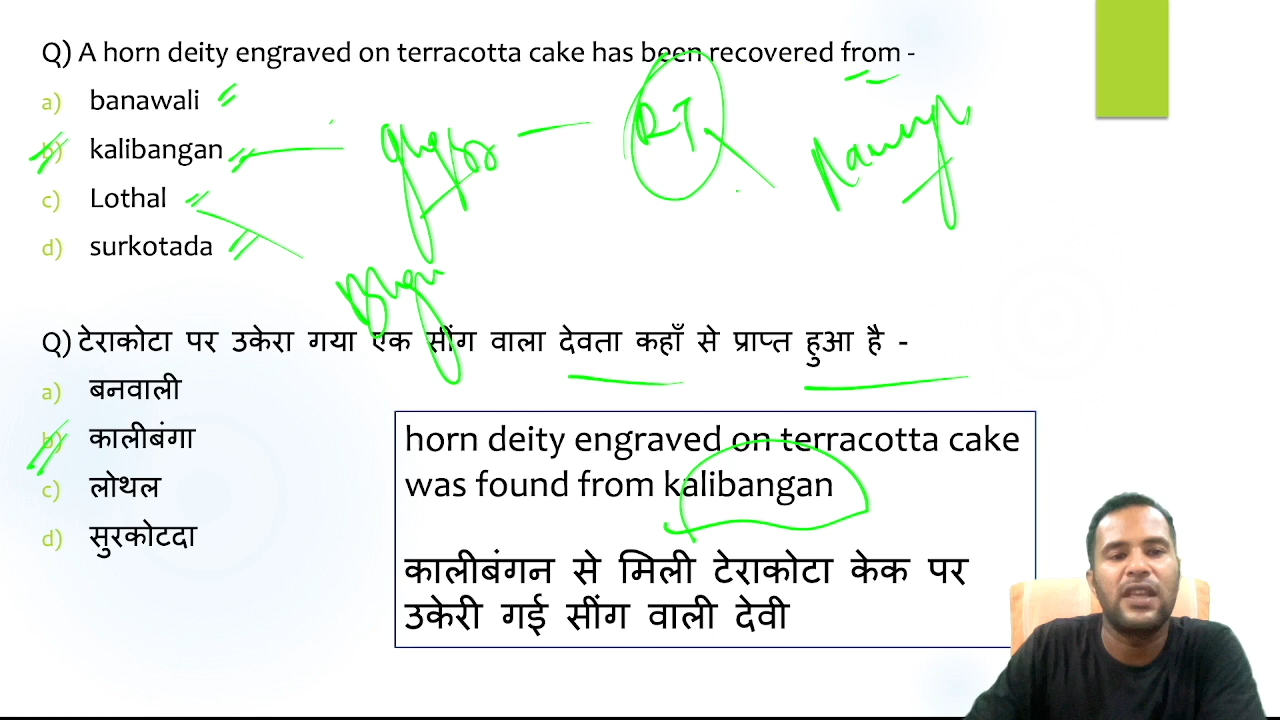 Q) A horn deity engraved on terracotta cake has been recovered from -
a) banawali
b) kalibangan
c) Lothal
d) surkotada
RJ
Q) टेराकोटा पर उकेरा गया एक सींग वाला देवता कहाँ से प्राप्त हुआ है -
a) बनवाली
b) कालीबंगा
c) लोथल
d) सुरकोटदा
horn deity engraved on terracotta cake
was found from kalibangan
कालीबंगन से मिली टेराकोटा केक पर
उकेरी गई सींग वाली देवी